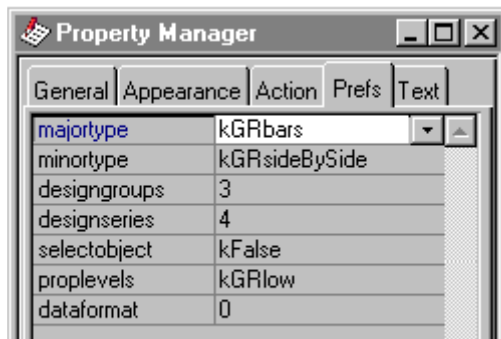 Property Manager
General Appearance Action Prefs Text
majortype kGRbars
minortype kGRsideBySide
designgroups 3
designseries 4
selectobject kFalse
proplevels kGRlow
dataformat 0